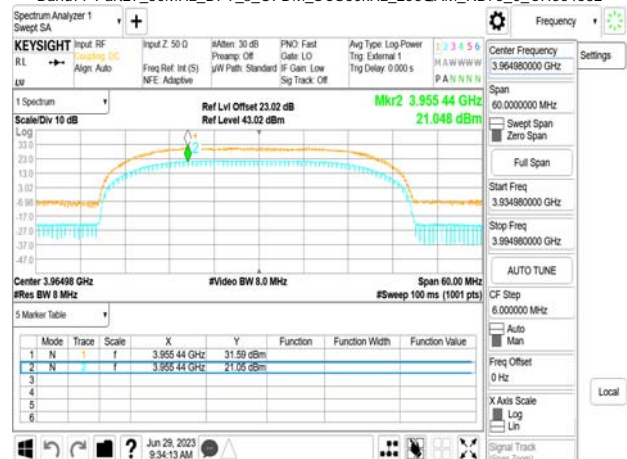 Spectrum Analyzer 1
Swept SA
Frequency
KEYSIGHT
Input: RF
Coupling: DC
Align: Auto
Input Z: 50 Ω
Freq Ref: Int (S)
NFE: Adaptive
#Atten: 30 dB
Preamp: Off
µW Path: Standard
PNO: Fast
Gate: LO
IF Gain: Low
Sig Track: Off
Avg Type: Log-Power
Trig: External 1
Trig Delay: 0.000 s
1 2 3 4 5 6
M A W W W W
P A N N N N
RL
LW
Center Frequency
3.964980000 GHz
Settings
Span
60.0000000 MHz
Swept Span
Zero Span
Full Span
Start Freq
3.934980000 GHz
Stop Freq
3.994980000 GHz
AUTO TUNE
CF Step
6.000000 MHz
Auto
Man
Freq Offset
0 Hz
X Axis Scale
Log
Lin
Local
Signal Track
(Span Zoom)
1 Spectrum
Scale/Div 10 dB
Ref Lvl Offset 23.02 dB
Ref Level 43.02 dBm
Mkr2 3.955 44 GHz
21.048 dBm
Log
33.0
23.0
13.0
3.02
-6.98
-17.0
-27.0
-37.0
-47.0
1
2
Center 3.96498 GHz
#Res BW 8 MHz
#Video BW 8.0 MHz
Span 60.00 MHz
#Sweep 100 ms (1001 pts)
5 Marker Table
Mode Trace Scale X Y Function Function Width Function Value
1 N 1 f 3.955 44 GHz 31.59 dBm
2 N 2 f 3.955 44 GHz 21.05 dBm
3
4
5
6
Jun 29, 2023
9:34:13 AM